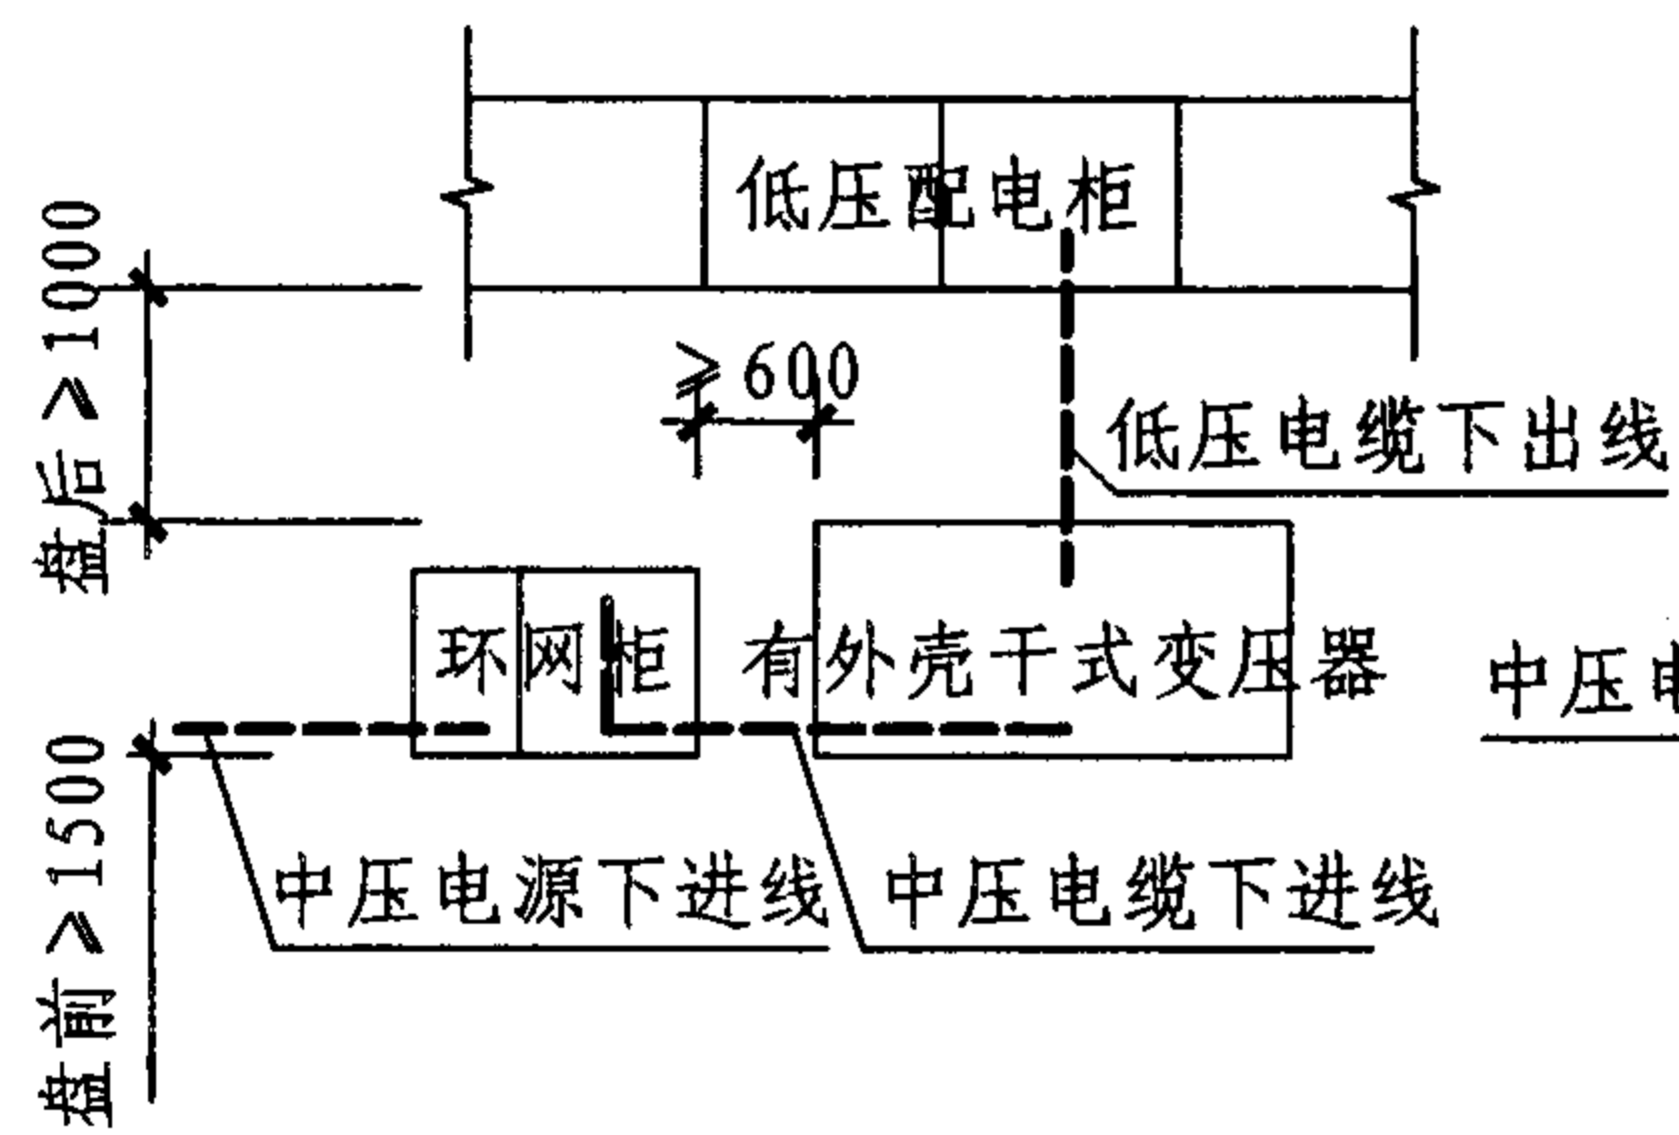 低压配电柜
盘后≥1000
≥600
低压电缆下出线
环网柜
有外壳干式变压器
中压电
盘前≥1500
中压电源下进线
中压电缆下进线